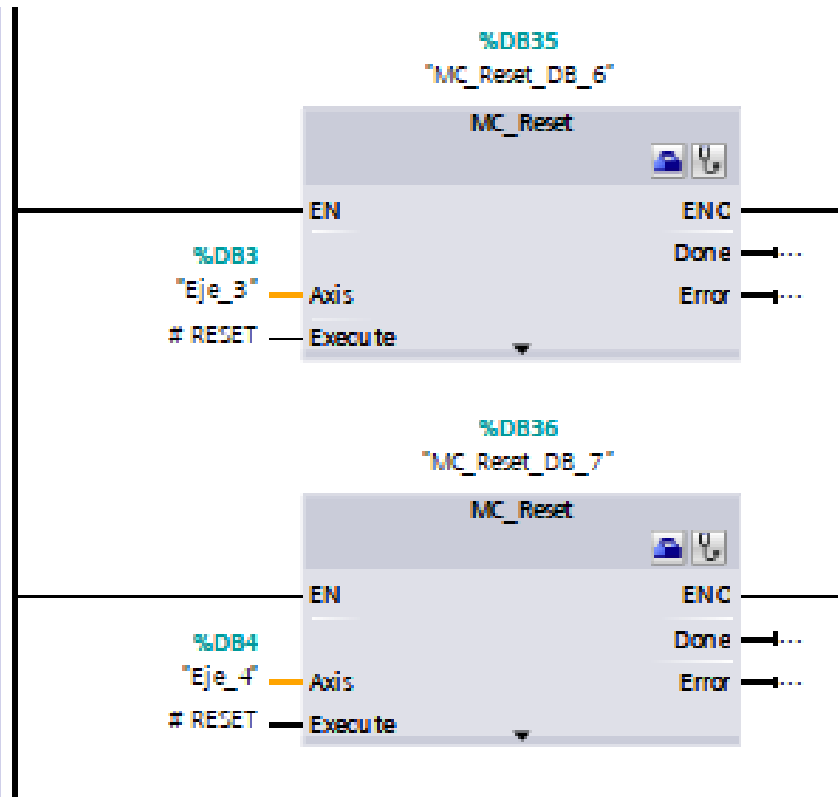 %DB35
"MC_Reset_DB_6"
MC_Reset
EN
ENO
%DB3
Done
"Eje_3"
Axis
Error
# RESET
Execute
%DB36
"MC_Reset_DB_7"
MC_Reset
EN
ENO
%DB4
Done
"Eje_4"
Axis
Error
# RESET
Execute